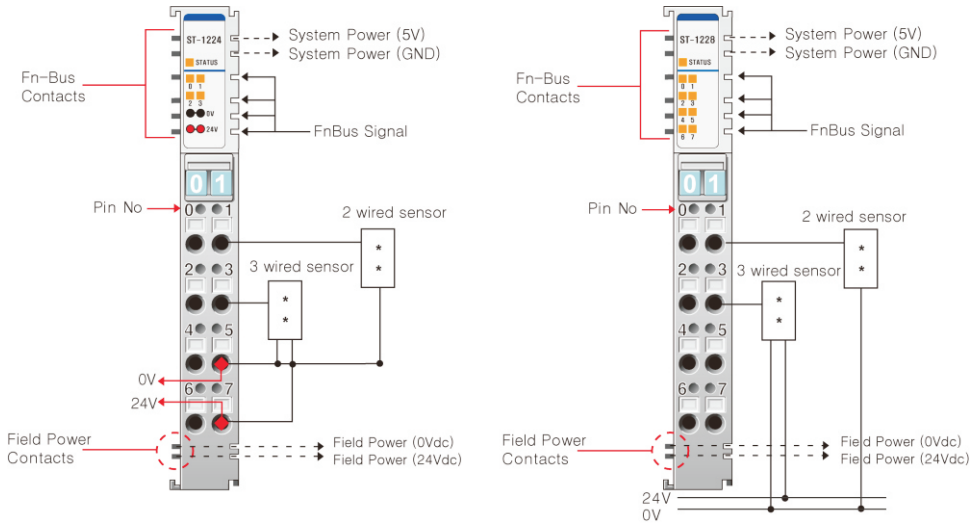 ST-1224
STATUS
0 1
2 3
0V
24V
System Power (5V)
System Power (GND)
Fn-Bus
Contacts
FnBus Signal
01
Pin No
0 1
2 wired sensor
*
*
2 3
3 wired sensor
*
*
4 5
0V
6 7
24V
Field Power
Contacts
Field Power (0Vdc)
Field Power (24Vdc)
ST-1228
STATUS
0 1
2 3
4 5
6 7
System Power (5V)
System Power (GND)
Fn-Bus
Contacts
FnBus Signal
01
Pin No
0 1
2 wired sensor
*
*
2 3
3 wired sensor
*
*
4 5
6 7
Field Power
Contacts
Field Power (0Vdc)
Field Power (24Vdc)
24V
0V